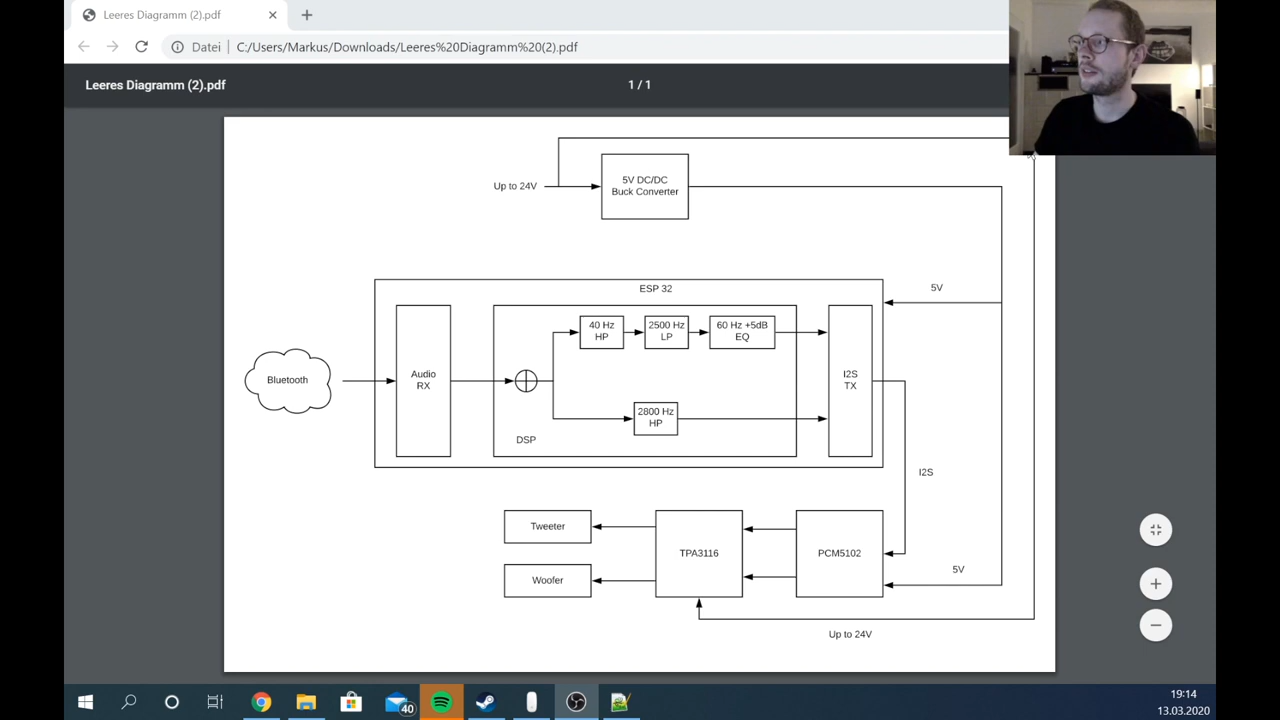 Leeres Diagramm (2).pdf
Datei
C:/Users/Markus/Downloads/Leeres%20Diagramm%20(2).pdf
Leeres Diagramm (2).pdf
1 / 1
Up to 24V
5V DC/DC
Buck Converter
ESP 32
5V
40 Hz
HP
2500 Hz
LP
60 Hz +5dB
EQ
Bluetooth
Audio
RX
I2S
TX
2800 Hz
HP
DSP
I2S
Tweeter
TPA3116
PCM5102
5V
Woofer
Up to 24V
40
19:14
13.03.2020